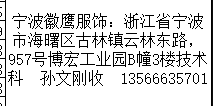 宁波徽鹰服饰：浙江省宁波
市海曙区古林镇云林东路，
957号博宏工业园B幢3楼技术
科　孙文刚收　13566635701